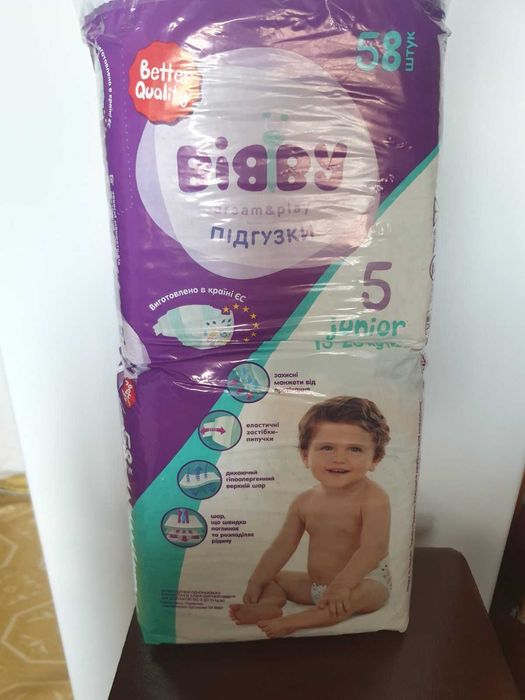 58
штук
Better
Quality
BiBBY
dream&play
ПІДГУЗКИ
Виготовлено в країні ЄС
5
junior
захисні
манжети від
еластичні
застібки-
липучки
дихаючий
гіпоалергенний
верхній шар
шар,
що швидко
поглинає
та розподіляє
рідину